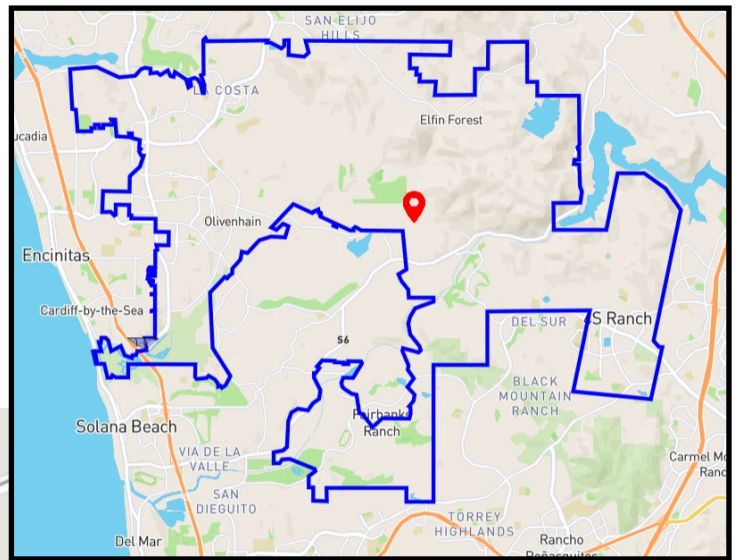 SAN ELIJO
HILLS
LA COSTA
Elfin Forest
ucadia
Olivenhain
Encinitas
Cardiff-by-the-Sea
S6
DEL SUR
4S Ranch
BLACK
MOUNTAIN
RANCH
Fairbanks
Ranch
Solana Beach
VIA DE LA
VALLE
Carmel Mo
Ranc
SAN
DIEGUITO
TORREY
HIGHLANDS
Del Mar
Rancho
Peñasquitos